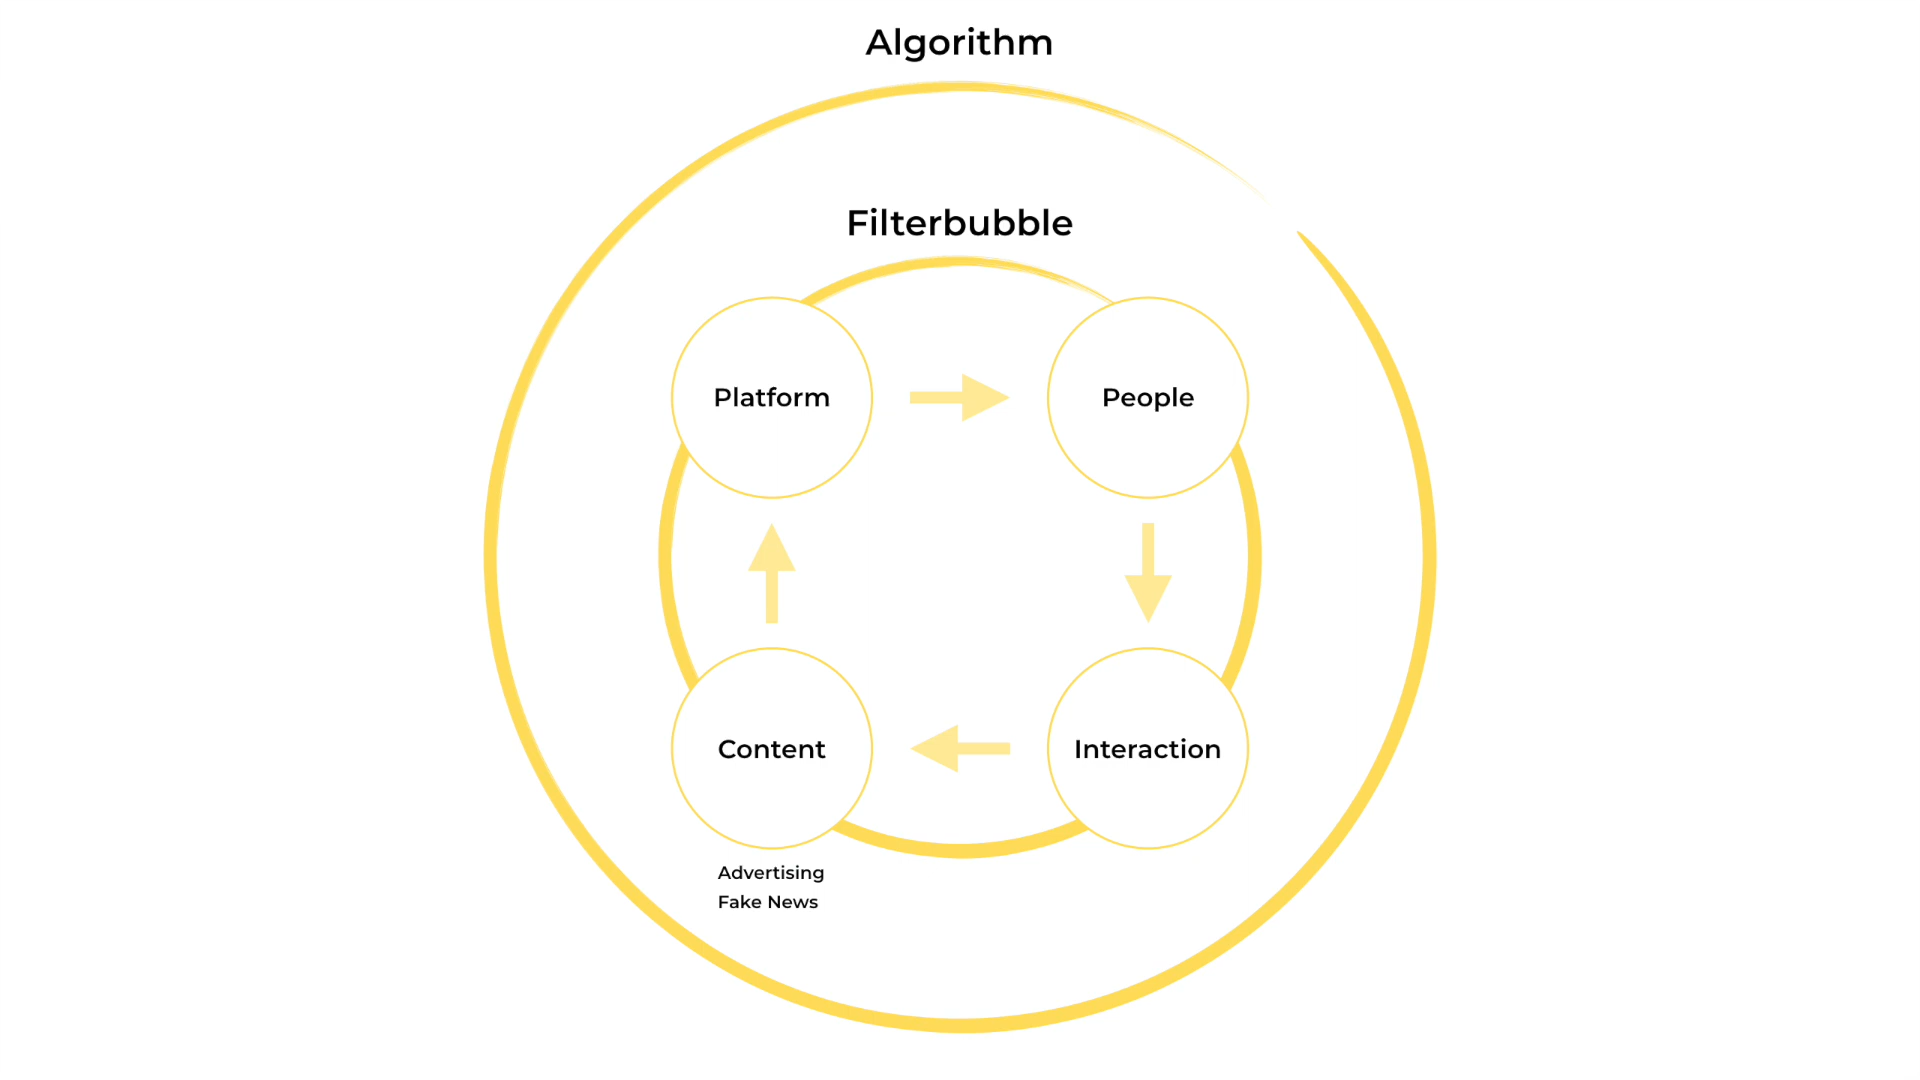 Algorithm
Filterbubble
Platform
People
Content
Interaction
Advertising
Fake News